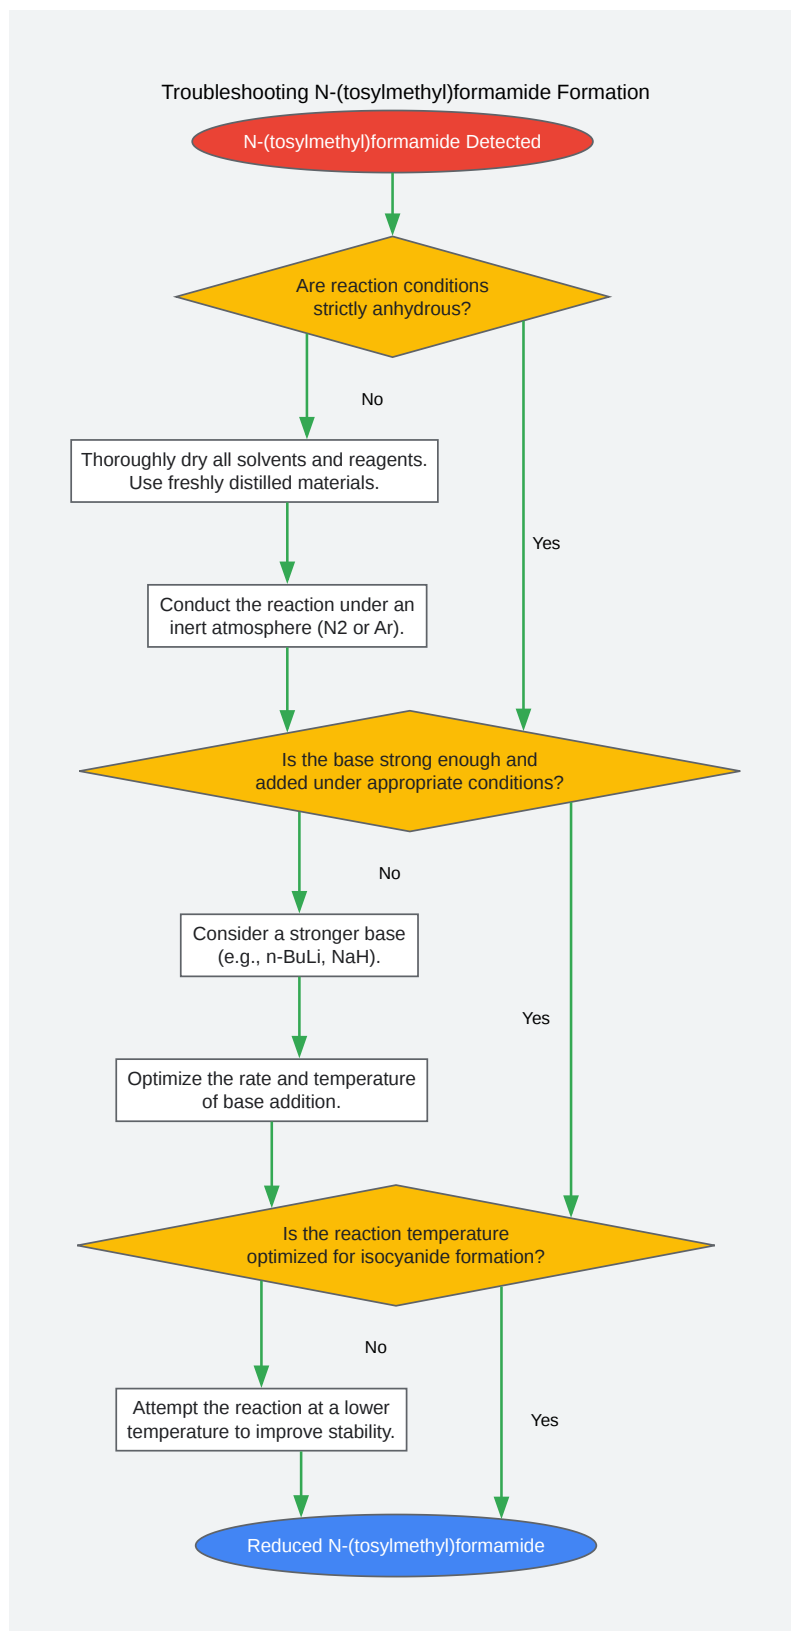 Troubleshooting N-(tosylmethyl)formamide Formation
N-(tosylmethyl)formamide Detected
Are reaction conditions
strictly anhydrous?
No
Thoroughly dry all solvents and reagents.
Use freshly distilled materials.
Yes
Conduct the reaction under an
inert atmosphere (N2 or Ar).
Is the base strong enough and
added under appropriate conditions?
No
Consider a stronger base
(e.g., n-BuLi, NaH).
Yes
Optimize the rate and temperature
of base addition.
Is the reaction temperature
optimized for isocyanide formation?
No
Attempt the reaction at a lower
temperature to improve stability.
Yes
Reduced N-(tosylmethyl)formamide